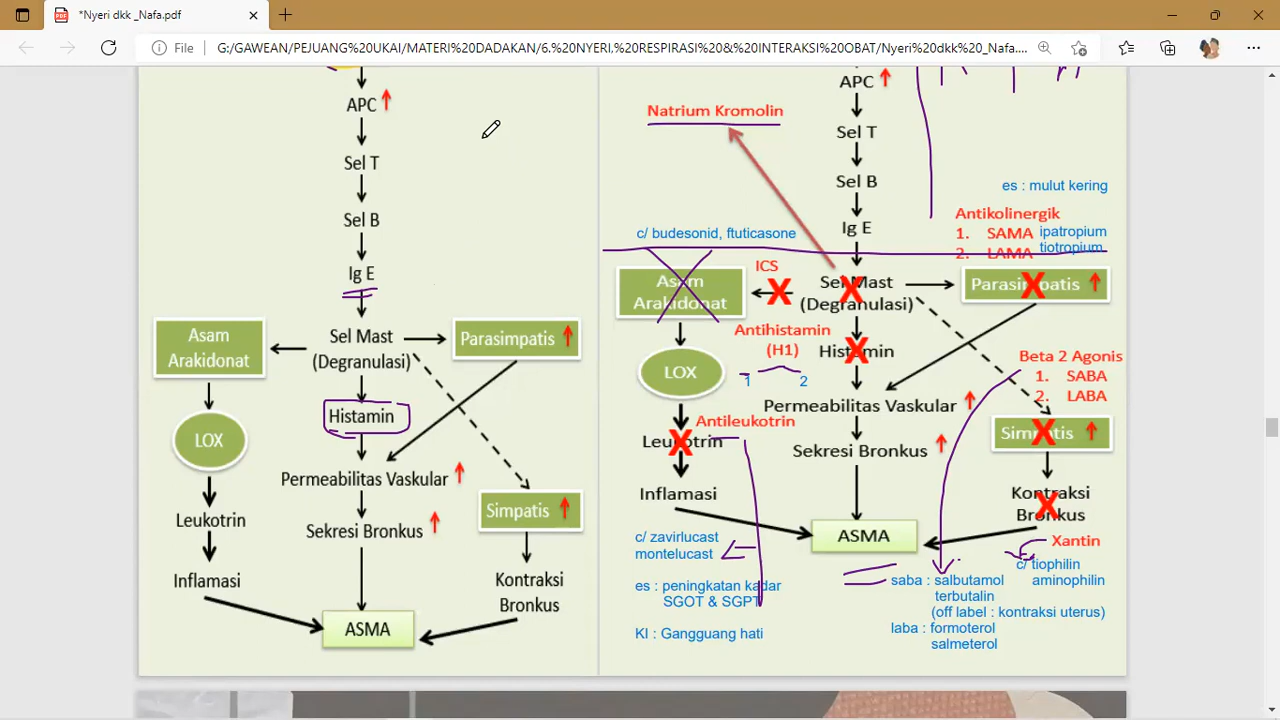 *Nyeri dkk _Nafa.pdf
File
G:/GAWEAN/PEJUANG%20UKAI/MATERI%20DADAKAN/6.%20NYERI,%20RESPIRASI%20&%20INTERAKSI%20OBAT/Nyeri%20dkk%20_Nafa....
APC
Sel T
Sel B
Ig E
Asam
Arakidonat
Sel Mast
(Degranulasi)
Parasimpatis
Histamin
LOX
Permeabilitas Vaskular
Simpatis
Leukotrin
Sekresi Bronkus
Inflamasi
Kontraksi
Bronkus
ASMA
APC
Natrium Kromolin
Sel T
Sel B
es : mulut kering
Antikolinergik
1. SAMA ipatropium
2. LAMA tiotropium
Ig E
c/ budesonid, ftuticasone
ICS
Asam
Arakidonat
Sel Mast
(Degranulasi)
Parasimpatis
Antihistamin
(H1)
Histamin
1 2
Beta 2 Agonis
1. SABA
2. LABA
LOX
Permeabilitas Vaskular
Antileukotrin
Leukotrin
Simpatis
Sekresi Bronkus
Inflamasi
Kontraksi
Bronkus
ASMA
Xantin
c/ zavirlucast
montelucast
c/ tiophilin
aminophilin
es : peningkatan kadar
SGOT & SGPT
saba : salbutamol
terbutalin
(off label : kontraksi uterus)
laba : formoterol
salmeterol
KI : Gangguang hati